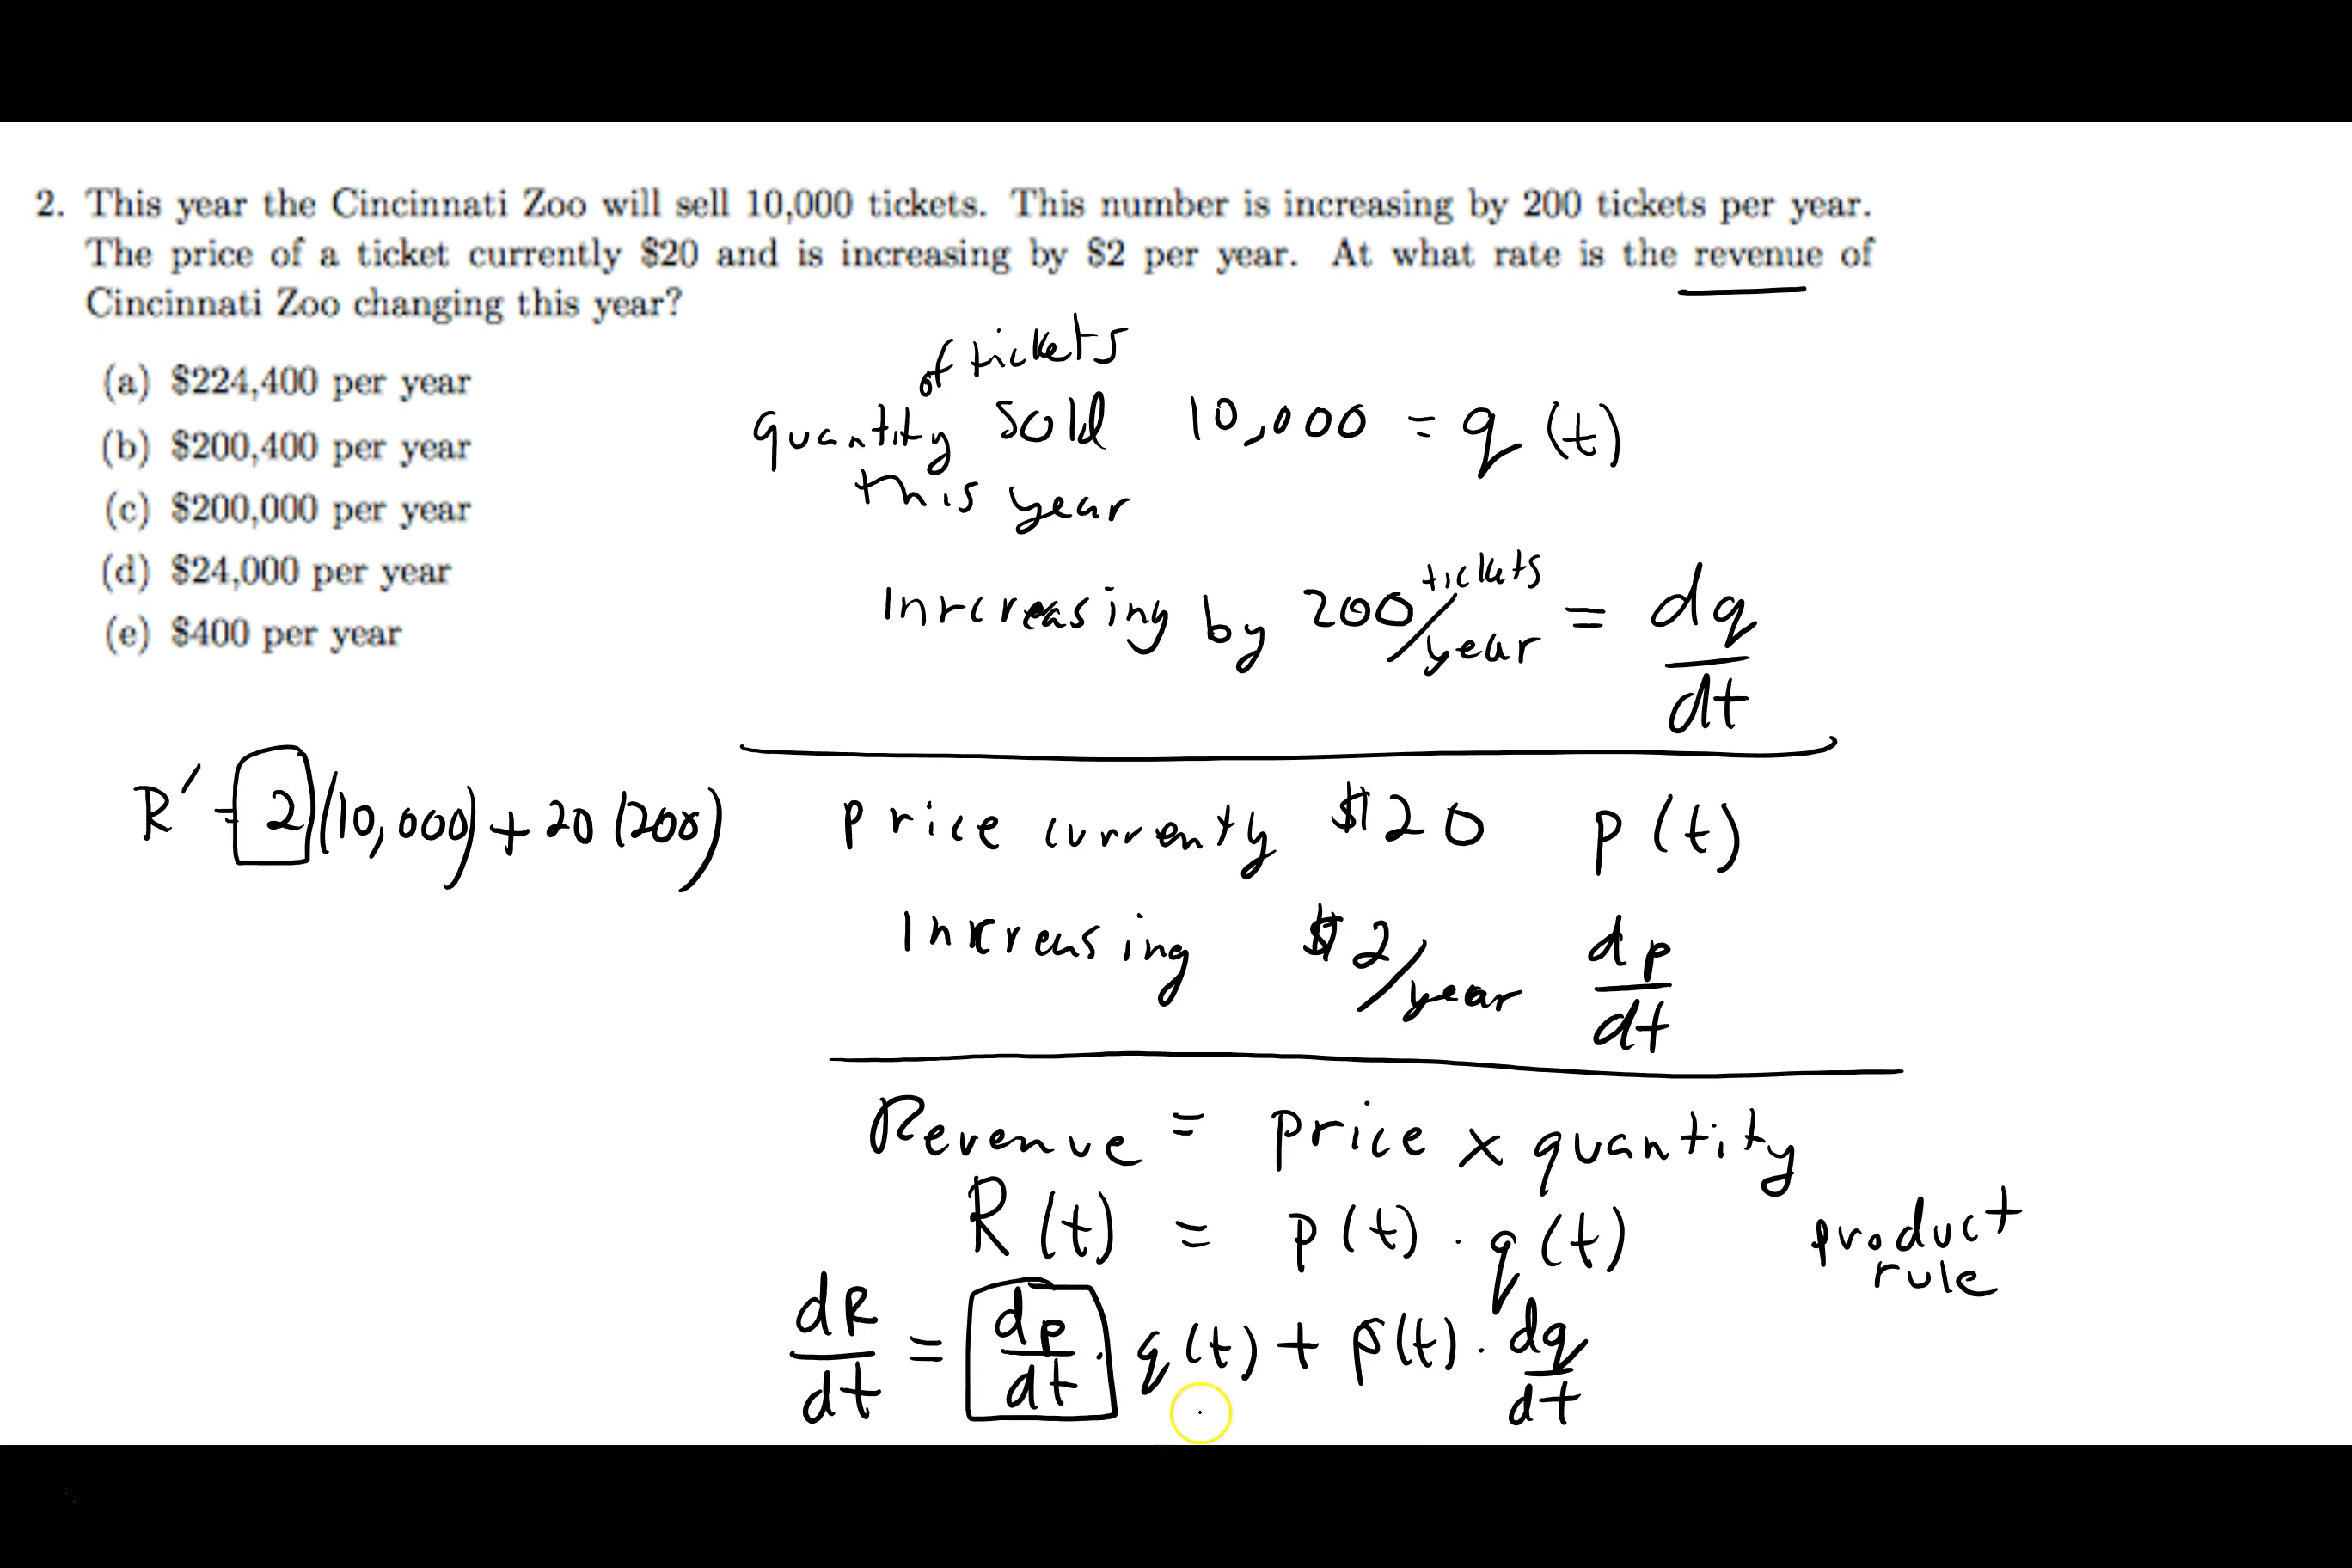 2. This year the Cincinnati Zoo will sell 10,000 tickets. This number is increasing by 200 tickets per year.
The price of a ticket currently $20 and is increasing by $2 per year. At what rate is the revenue of
Cincinnati Zoo changing this year?
(a) $224,400 per year
(b) $200,400 per year
(c) $200,000 per year
(d) $24,000 per year
(e) $400 per year
of tickets
quantity sold 10,000 = q(t)
this year
Inrcreasing by 200 tickets/year = dq/dt
R' = 2(10,000) + 20(200)
price currently $20 p(t)
Increasing $2/year dp/dt
Revenue = price x quantity
R(t) = p(t) · q(t)
product
rule
dR/dt = dp/dt · q(t) + p(t) · dq/dt